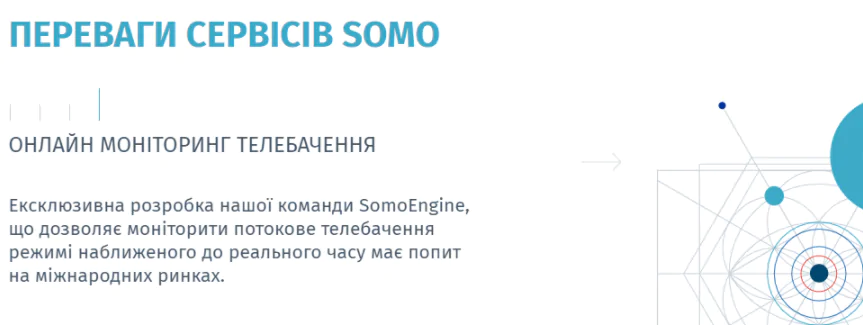 ПЕРЕВАГИ СЕРВІСІВ SOMO
ОНЛАЙН МОНІТОРИНГ ТЕЛЕБАЧЕННЯ
Ексклюзивна розробка нашої команди SomoEngine,
що дозволяє моніторити потокове телебачення
режимі наближеного до реального часу має попит
на міжнародних ринках.